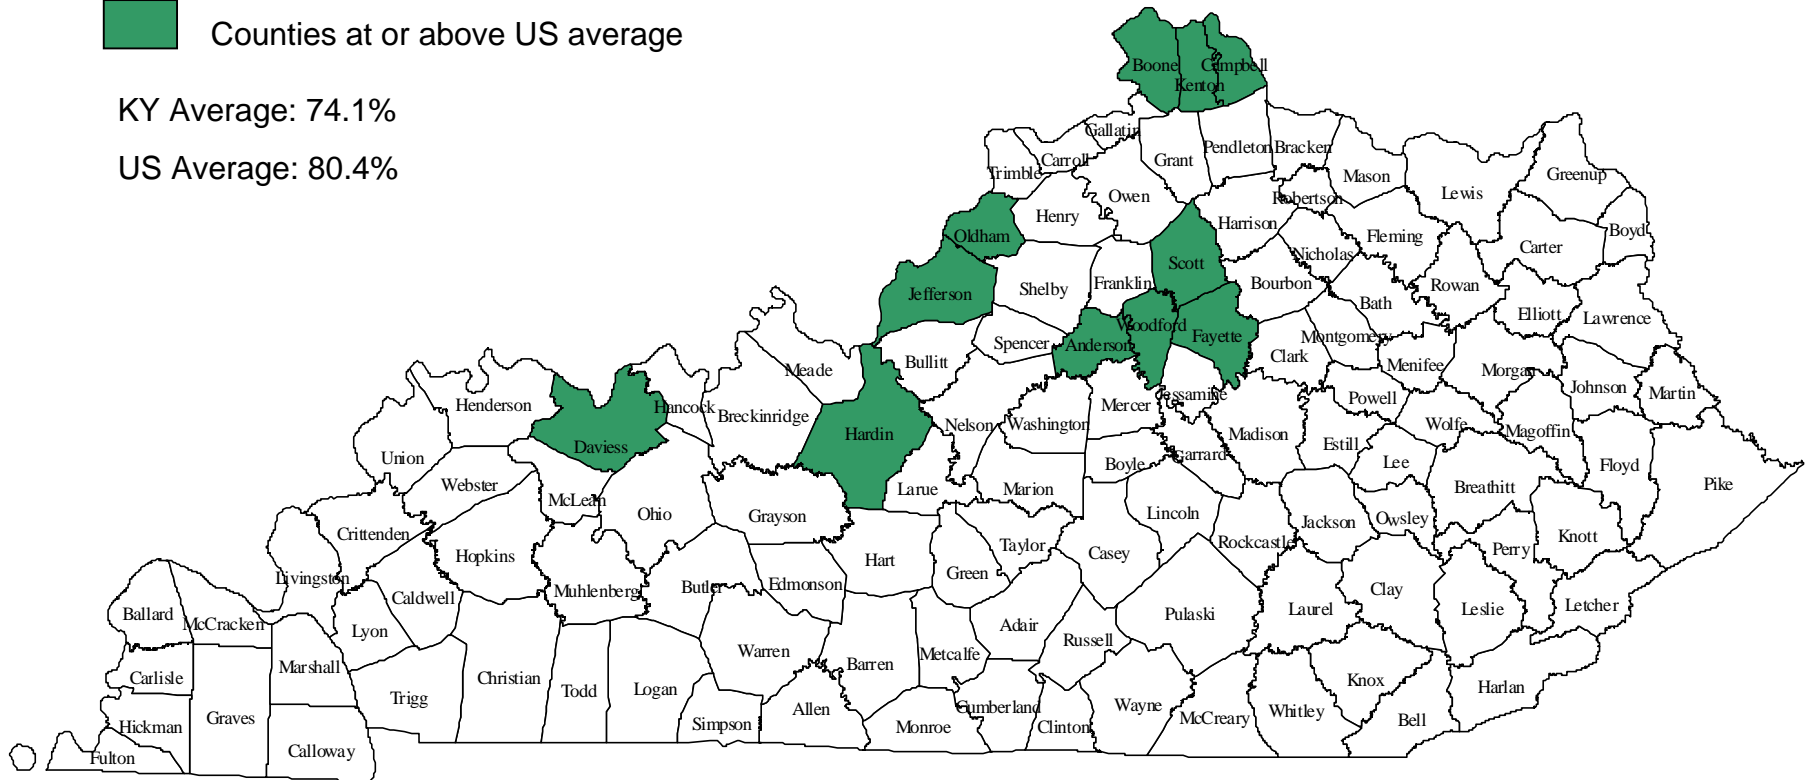 Counties at or above US average
KY Average: 74.1%
US Average: 80.4%
Boone
Campbell
Kenton
Gallatin
Carroll
Trimble
Grant
Pendleton
Bracken
Mason
Lewis
Greenup
Robertson
Owen
Henry
Harrison
Oldham
Fleming
Boyd
Carter
Nicholas
Scott
Bourbon
Franklin
Shelby
Jefferson
Rowan
Bath
Elliott
Lawrence
Woodford
Fayette
Anderson
Spencer
Montgomery
Clark
Bullitt
Menifee
Morgan
Meade
Johnson
Martin
Jessamine
Powell
Mercer
Henderson
Hancock
Breckinridge
Nelson
Washington
Hardin
Madison
Wolfe
Magoffin
Estill
Daviess
Union
Boyle
Garrard
Lee
Floyd
Webster
McLean
Larue
Marion
Breathitt
Pike
Ohio
Grayson
Lincoln
Jackson
Owsley
Crittenden
Hopkins
Taylor
Casey
Rockcastle
Perry
Knott
Hart
Green
Livingston
Caldwell
Muhlenberg
Butler
Edmonson
Clay
Ballard
McCracken
Lyon
Adair
Pulaski
Laurel
Leslie
Letcher
Russell
Warren
Barren
Metcalfe
Marshall
Carlisle
Christian
Trigg
Todd
Logan
Knox
Harlan
Graves
Hickman
Simpson
Allen
Monroe
Cumberland
Clinton
Wayne
McCreary
Whitley
Bell
Calloway
Fulton